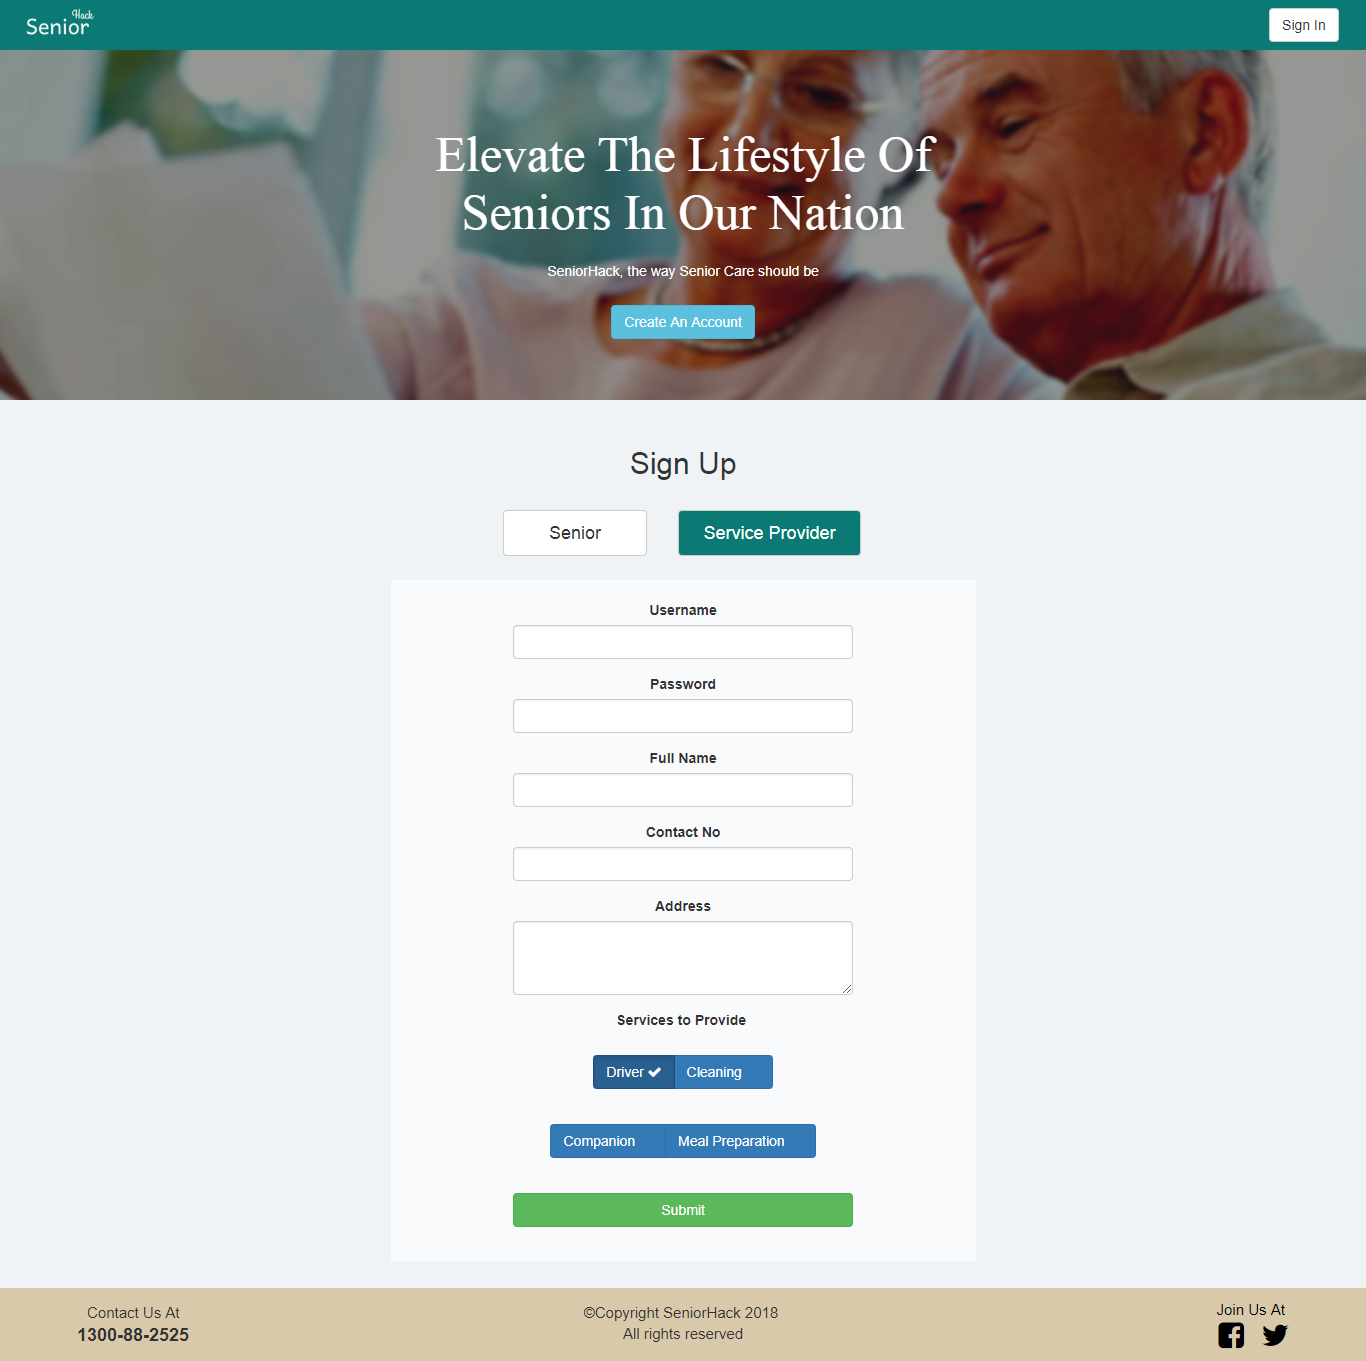 Senior Hack
Sign In
Elevate The Lifestyle Of
Seniors In Our Nation
SeniorHack, the way Senior Care should be
Create An Account
Sign Up
Senior
Service Provider
Username
Password
Full Name
Contact No
Address
Services to Provide
Driver
Cleaning
Companion
Meal Preparation
Submit
Contact Us At
1300-88-2525
©Copyright SeniorHack 2018
All rights reserved
Join Us At